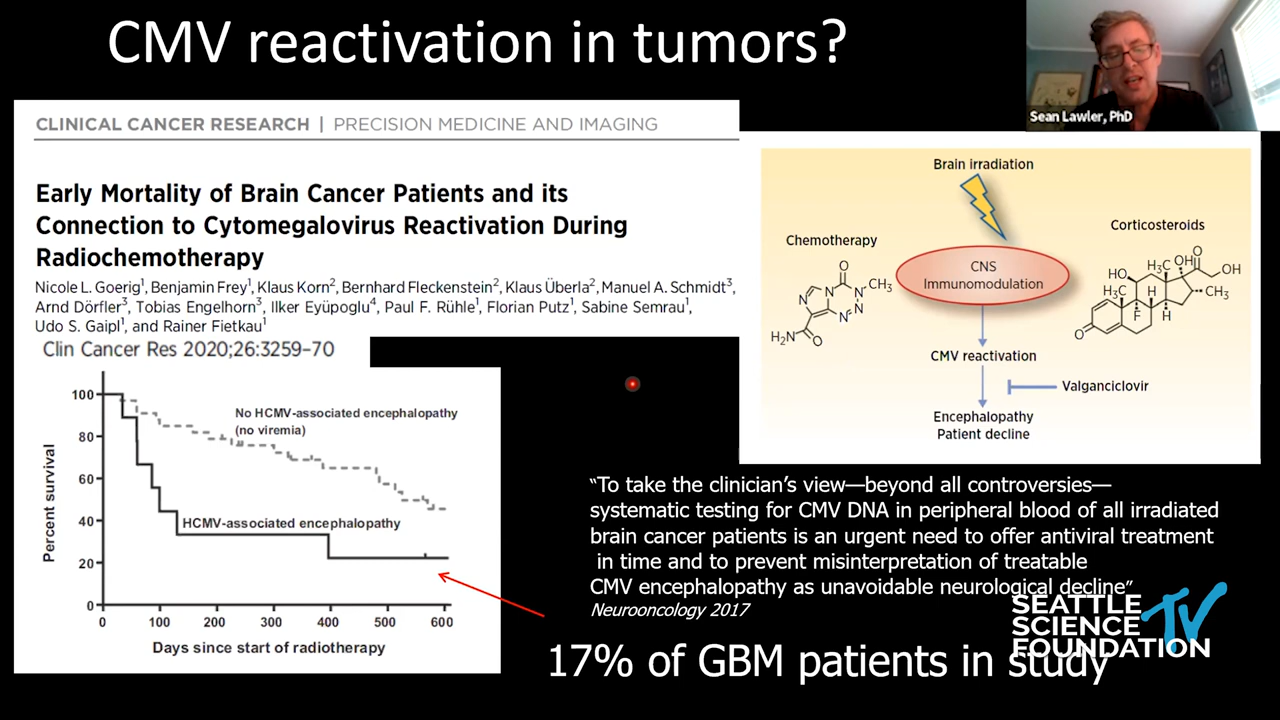 CMV reactivation in tumors?
Sean Lawler, PhD
CLINICAL CANCER RESEARCH | PRECISION MEDICINE AND IMAGING
Early Mortality of Brain Cancer Patients and its
Connection to Cytomegalovirus Reactivation During
Radiochemotherapy
Nicole L. Goerig1, Benjamin Frey1, Klaus Korn2, Bernhard Fleckenstein2, Klaus Überla2, Manuel A. Schmidt3,
Arnd Dörfler3, Tobias Engelhorn3, Ilker Eyüpoglu4, Paul F. Rühle1, Florian Putz1, Sabine Semrau1,
Udo S. Gaipl1, and Rainer Fietkau1
Clin Cancer Res 2020;26:3259–70
Percent survival
100
80
60
40
20
0
No HCMV-associated encephalopathy
(no viremia)
HCMV-associated encephalopathy
0 100 200 300 400 500 600
Days since start of radiotherapy
Brain irradiation
Chemotherapy
Corticosteroids
CNS
Immunomodulation
O
CH3
N
N
N
N
N
H2N
O
O
OH
OH
H3C
HO
H3C
H
CH3
F
H
O
CMV reactivation
Valganciclovir
Encephalopathy
Patient decline
“To take the clinician’s view—beyond all controversies—
systematic testing for CMV DNA in peripheral blood of all irradiated
brain cancer patients is an urgent need to offer antiviral treatment
in time and to prevent misinterpretation of treatable
CMV encephalopathy as unavoidable neurological decline”
Neurooncology 2017
17% of GBM patients in study
SEATTLE
SCIENCE
FOUNDATION
TV